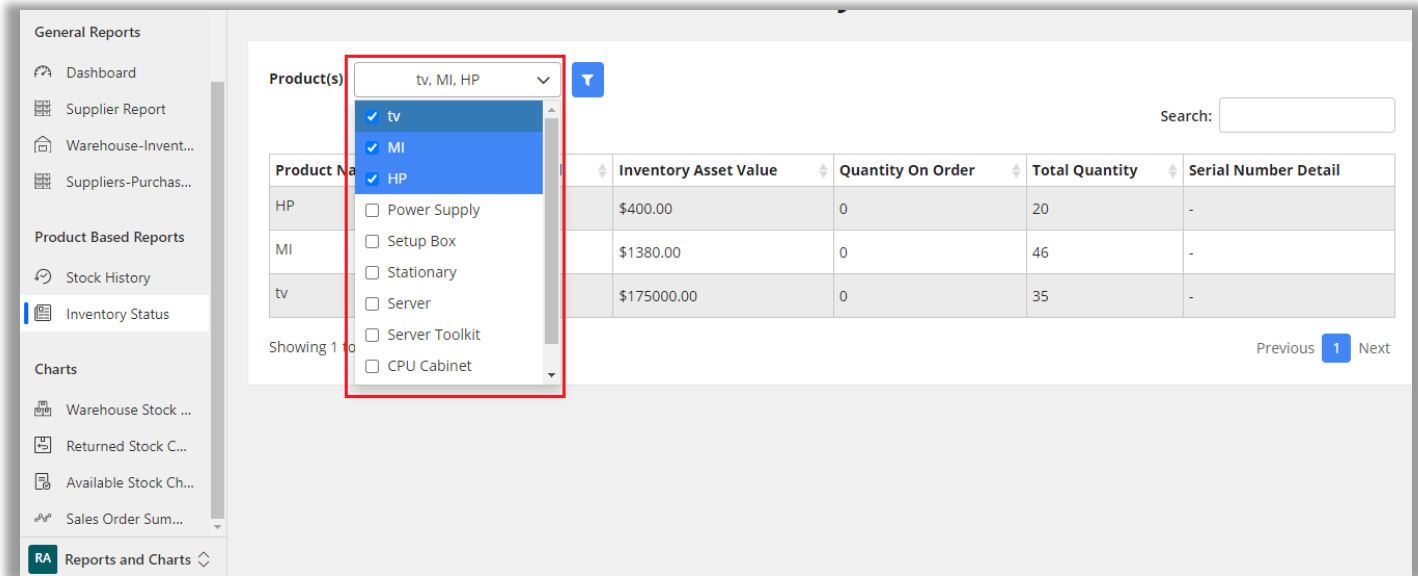 General Reports
Dashboard
Supplier Report
Warehouse-Invent...
Suppliers-Purchas...
Product Based Reports
Stock History
Inventory Status
Charts
Warehouse Stock ...
Returned Stock C...
Available Stock Ch...
Sales Order Sum...
RA Reports and Charts
Product(s) tv, MI, HP
tv
MI
HP
Power Supply
Setup Box
Stationary
Server
Server Toolkit
CPU Cabinet
Search:
Product Na Inventory Asset Value Quantity On Order Total Quantity Serial Number Detail
HP $400.00 0 20 -
MI $1380.00 0 46 -
tv $175000.00 0 35 -
Showing 1 to
Previous 1 Next